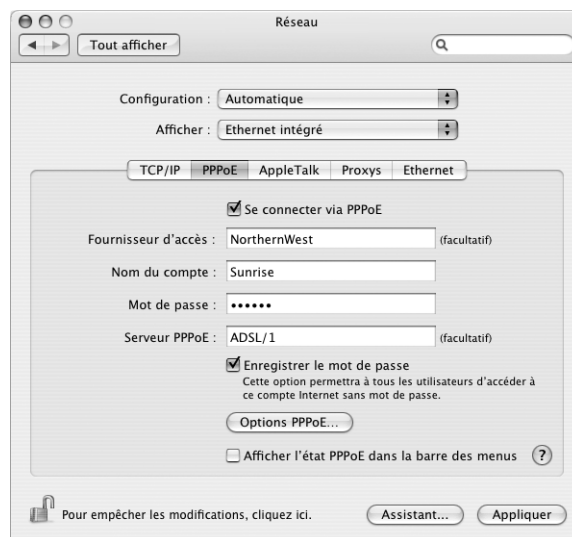 Réseau
Tout afficher
Configuration : Automatique
Afficher : Ethernet intégré
TCP/IP PPPoE AppleTalk Proxys Ethernet
Se connecter via PPPoE
Fournisseur d'accès : NorthernWest (facultatif)
Nom du compte : Sunrise
Mot de passe : ••••••
Serveur PPPoE : ADSL/1 (facultatif)
Enregistrer le mot de passe
Cette option permettra à tous les utilisateurs d'accéder à
ce compte Internet sans mot de passe.
Options PPPoE...
Afficher l'état PPPoE dans la barre des menus ?
Pour empêcher les modifications, cliquez ici. Assistant... Appliquer